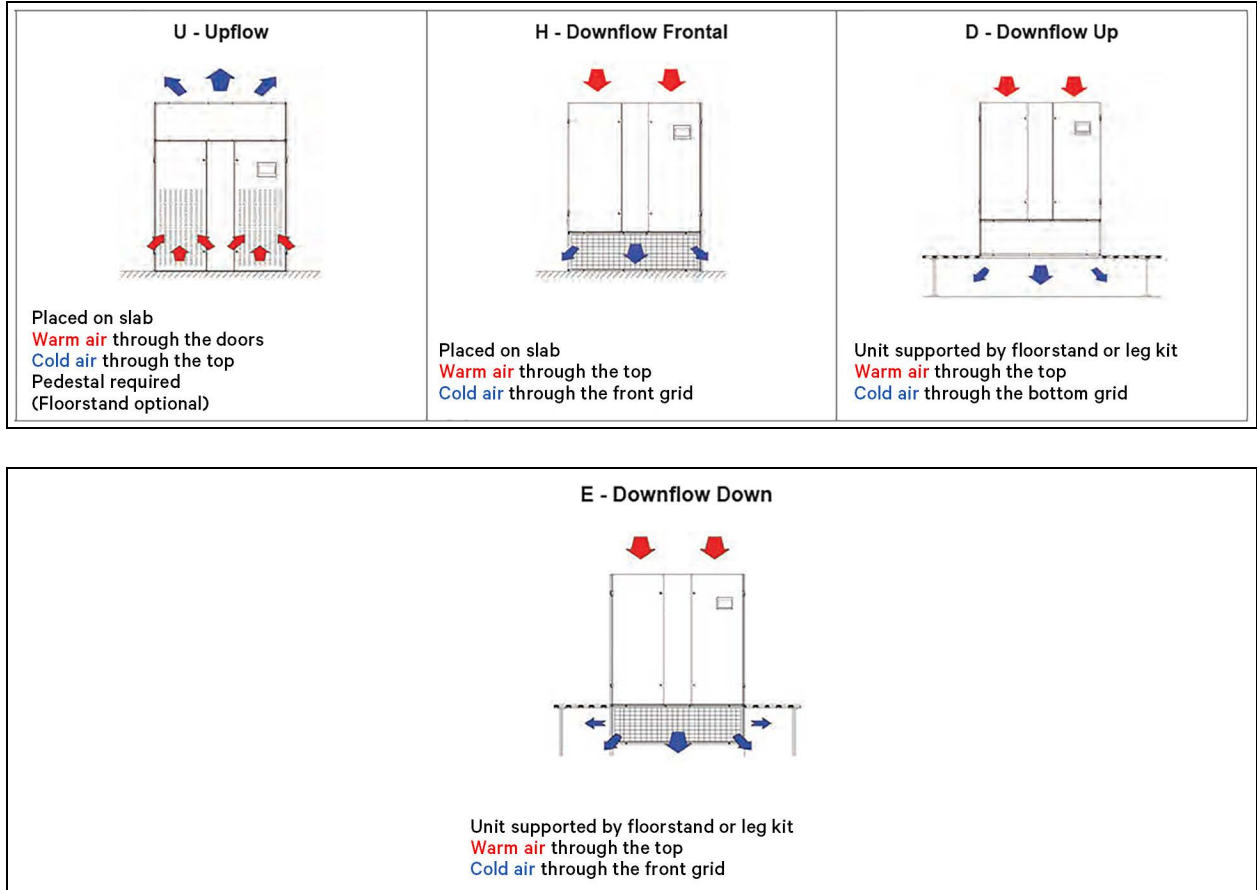 U - Upflow
Placed on slab
Warm air through the doors
Cold air through the top
Pedestal required
(Floorstand optional)
H - Downflow Frontal
Placed on slab
Warm air through the top
Cold air through the front grid
D - Downflow Up
Unit supported by floorstand or leg kit
Warm air through the top
Cold air through the bottom grid
E - Downflow Down
Unit supported by floorstand or leg kit
Warm air through the top
Cold air through the front grid